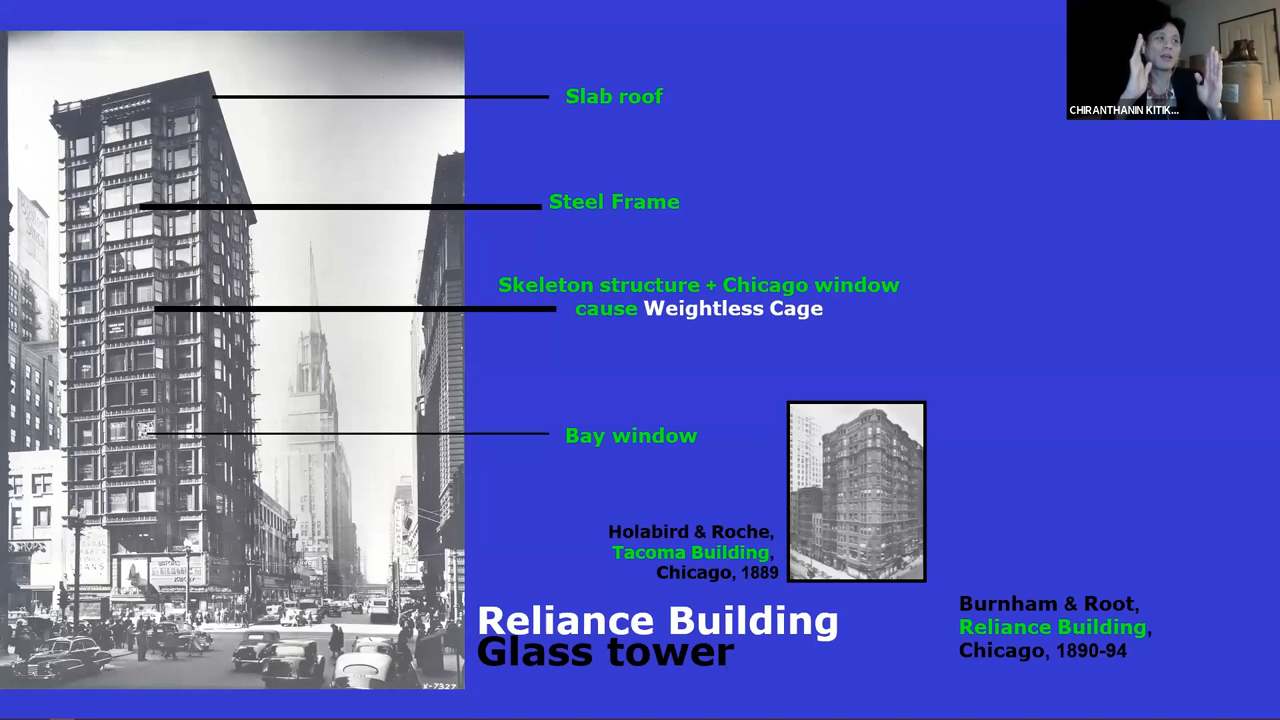 CHIRANTHANIN KITIK...
Slab roof
Steel Frame
Skeleton structure + Chicago window
cause Weightless Cage
Bay window
Holabird & Roche,
Tacoma Building,
Chicago, 1889
Reliance Building
Glass tower
Burnham & Root,
Reliance Building,
Chicago, 1890-94
K-7327